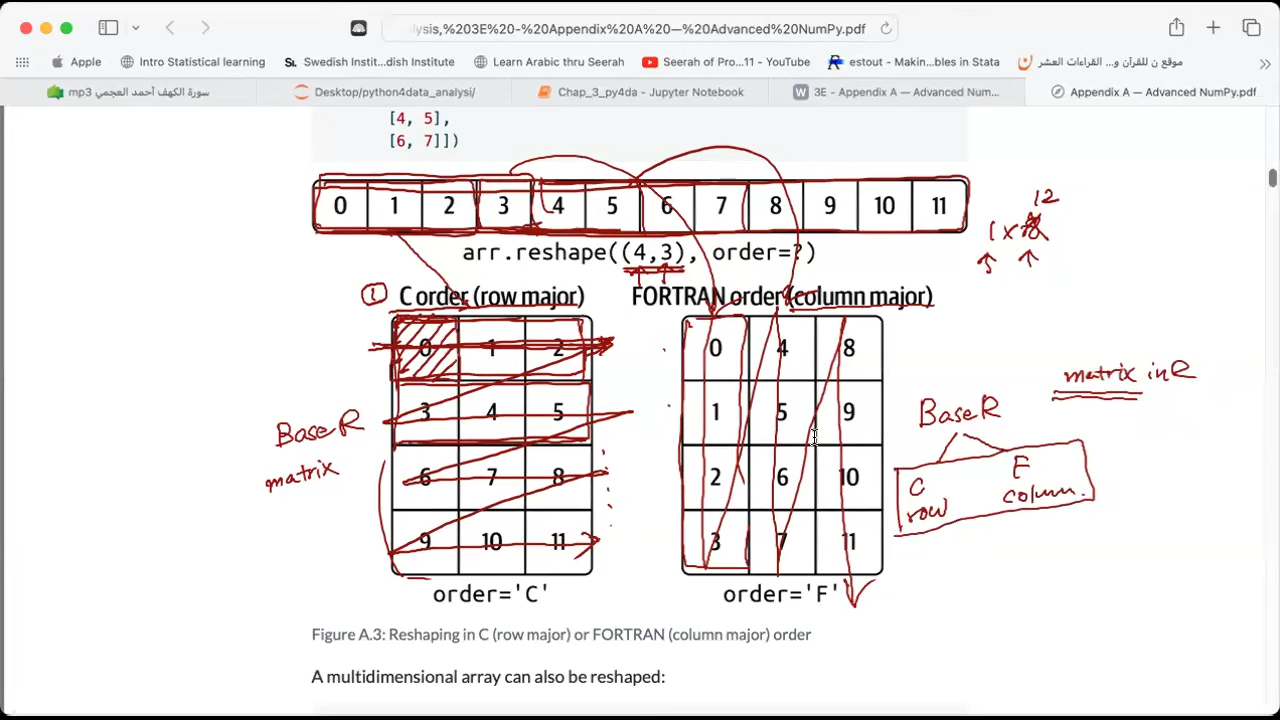 lysis,%203E%20-%20Appendix%20A%20—%20Advanced%20NumPy.pdf
Apple
Intro Statistical learning
Swedish Instit...dish Institute
Learn Arabic thru Seerah
Seerah of Pro...11 - YouTube
estout - Makin...bles in Stata
موقع ن للقرآن و... القراءات العشر
سورة الكهف أحمد العجمي mp3
Desktop/python4data_analysi/
Chap_3_py4da - Jupyter Notebook
3E - Appendix A — Advanced Num...
Appendix A — Advanced NumPy.pdf
[4, 5],
[6, 7]])
0 1 2 3 4 5 6 7 8 9 10 11
12
1 x
arr.reshape((4,3), order=?)
1 C order (row major)
FORTRAN order (column major)
0 1 2
3 4 5
6 7 8
9 10 11
order='C'
Base R
matrix
0 4 8
1 5 9
2 6 10
3 7 11
order='F'
matrix in R
Base R
C F
row column.
Figure A.3: Reshaping in C (row major) or FORTRAN (column major) order
A multidimensional array can also be reshaped: